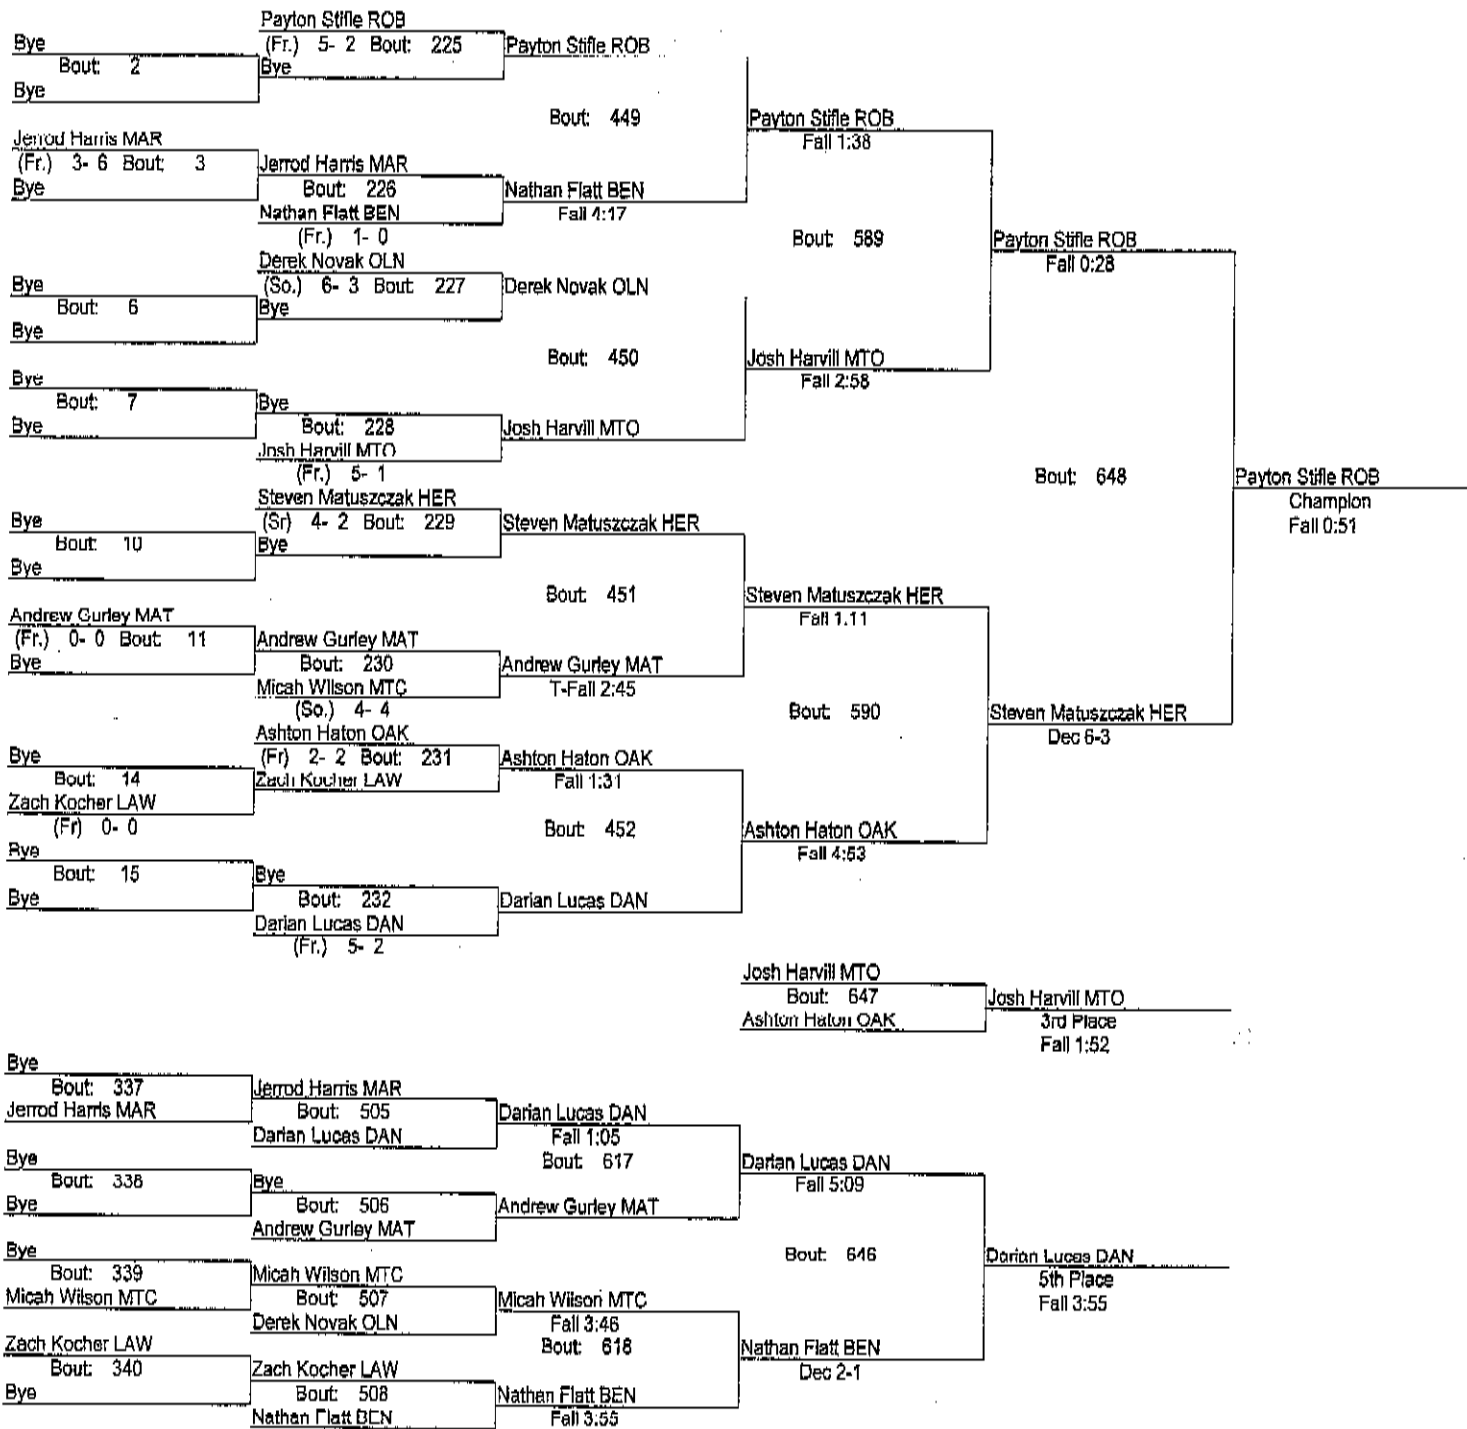 Payton Stifle ROB
Bye
(Fr.) 5- 2 Bout: 225
Payton Stifle ROB
Bout: 2
Bye
Bye
Bout: 449
Payton Stifle ROB
Fall 1:38
Jerrod Harris MAR
(Fr.) 3- 6 Bout: 3
Jerrod Harris MAR
Bye
Bout: 226
Nathan Flatt BEN
Nathan Flatt BEN
Fall 4:17
(Fr.) 1- 0
Bout: 589
Payton Stifle ROB
Fall 0:28
Derek Novak OLN
Bye
(So.) 6- 3 Bout: 227
Derek Novak OLN
Bout: 6
Bye
Bye
Bout: 450
Josh Harvill MTO
Fall 2:58
Bye
Bout: 7
Bye
Bye
Bout: 228
Josh Harvill MTO
Josh Harvill MTO
(Fr.) 5- 1
Bout: 648
Payton Stifle ROB
Champion
Fall 0:51
Steven Matuszczak HER
Bye
(Sr) 4- 2 Bout: 229
Steven Matuszczak HER
Bout: 10
Bye
Bye
Bout: 451
Steven Matuszczak HER
Fall 1:11
Andrew Gurley MAT
(Fr.) 0- 0 Bout: 11
Andrew Gurley MAT
Bye
Bout: 230
Andrew Gurley MAT
Micah Wilson MTC
T-Fall 2:45
(So.) 4- 4
Bout: 590
Steven Matuszczak HER
Dec 6-3
Ashton Haton OAK
Bye
(Fr) 2- 2 Bout: 231
Ashton Haton OAK
Bout: 14
Zach Kocher LAW
Fall 1:31
Zach Kocher LAW
(Fr) 0- 0
Bout: 452
Ashton Haton OAK
Fall 4:53
Bye
Bout: 15
Bye
Bye
Bout: 232
Darian Lucas DAN
Darian Lucas DAN
(Fr.) 5- 2
Josh Harvill MTO
Bout: 647
Josh Harvill MTO
Ashton Haton OAK
3rd Place
Fall 1:52
Bye
Bout: 337
Jerrod Harris MAR
Jerrod Harris MAR
Bout: 505
Darian Lucas DAN
Darian Lucas DAN
Fall 1:05
Bye
Bout: 617
Darian Lucas DAN
Bout: 338
Bye
Fall 5:09
Bye
Bout: 506
Andrew Gurley MAT
Andrew Gurley MAT
Bye
Bout: 646
Darian Lucas DAN
Bout: 339
Micah Wilson MTC
5th Place
Micah Wilson MTC
Bout: 507
Micah Wilson MTC
Fall 3:55
Derek Novak OLN
Fall 3:46
Zach Kocher LAW
Bout: 618
Nathan Flatt BEN
Bout: 340
Zach Kocher LAW
Dec 2-1
Bye
Bout: 508
Nathan Flatt BEN
Nathan Flatt BEN
Fall 3:55